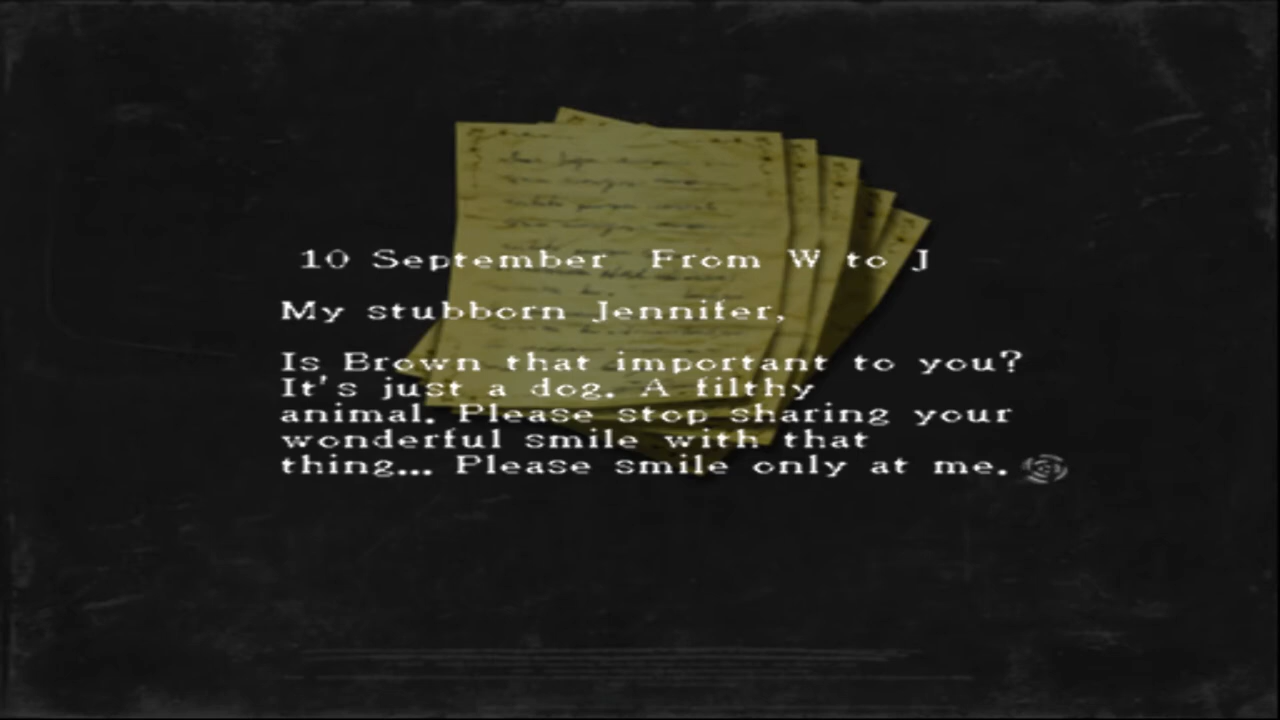 10 September  From W to J
My stubborn Jennifer,
Is Brown that important to you?
It's just a dog. A filthy
animal. Please stop sharing your
wonderful smile with that
thing... Please smile only at me.